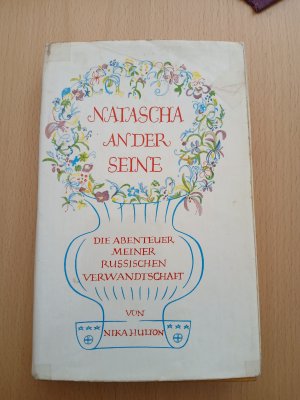 NATASCHA
AN DER
SEINE
DIE ABENTEUER
MEINER
RUSSISCHEN
VERWANDTSCHAFT
VON
NIKA HULTON